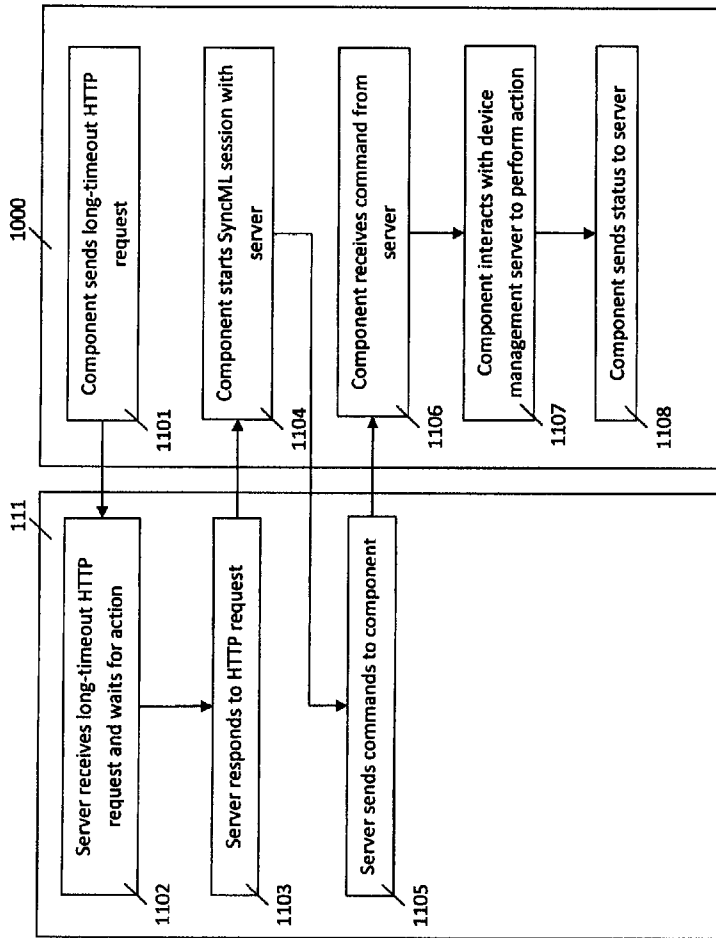 1000
Component sends long-timeout HTTP
request
1101
Component starts SyncML session with
server
1104
Component receives command from
server
1106
Component interacts with device
management server to perform action
1107
Component sends status to server
1108
111
Server receives long-timeout HTTP
request and waits for action
1102
Server responds to HTTP request
1103
Server sends commands to component
1105